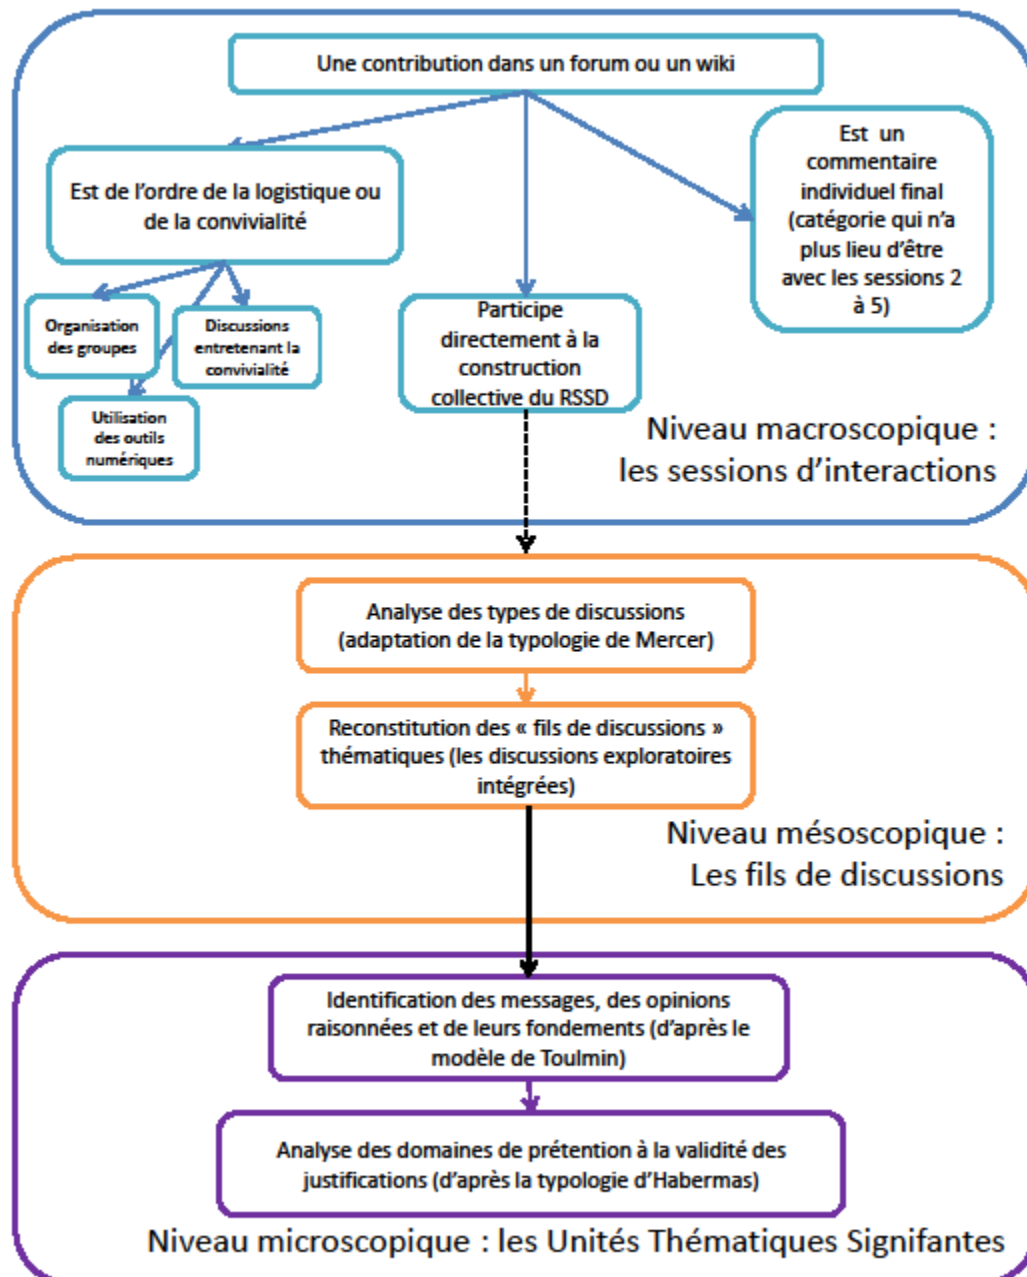 Une contribution dans un forum ou un wiki
Est de l’ordre de la logistique ou
de la convivialité
Est un
commentaire
individuel final
(catégorie qui n’a
plus lieu d’être
avec les sessions 2
à 5)
Organisation
des groupes
Discussions
entretenant la
convivialité
Utilisation
des outils
numériques
Participe
directement à la
construction
collective du RSSD
Niveau macroscopique :
les sessions d’interactions
Analyse des types de discussions
(adaptation de la typologie de Mercer)
Reconstitution des « fils de discussions »
thématiques (les discussions exploratoires
intégrées)
Niveau mésoscopique :
Les fils de discussions
Identification des messages, des opinions
raisonnées et de leurs fondements (d’après le
modèle de Toulmin)
Analyse des domaines de prétention à la validité des
justifications (d’après la typologie d’Habermas)
Niveau microscopique : les Unités Thématiques Signifantes